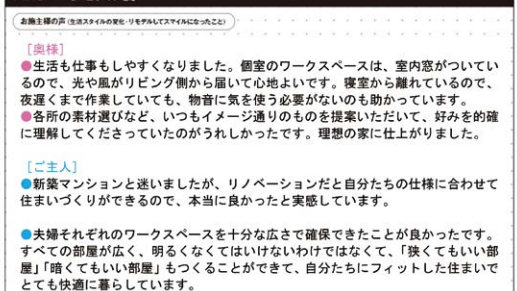 お施主様の声(生活スタイルの変化・リモデルしてスマイルになったこと)
[奥様]
●生活も仕事もしやすくなりました。個室のワークスペースは、室内窓がついてい
るので、光や風がリビング側から届いて心地よいです。寝室から離れているので、
夜遅くまで作業していても、物音に気を使う必要がないのも助かっています。
●各所の素材選びなど、いつもイメージ通りのものを提案いただいて、好みを的確
に理解してくださっていたのがうれしかったです。理想の家に仕上がりました。
[ご主人]
●新築マンションと迷いましたが、リノベーションだと自分たちの仕様に合わせて
住まいづくりができるので、本当に良かったと実感しています。
●夫婦それぞれのワークスペースを十分な広さで確保できたことが良かったです。
すべての部屋が広く、明るくなくてはいけないわけではなくて、「狭くてもいい部
屋」「暗くてもいい部屋」もつくることができて、自分たちにフィットした住まいで
とても快適に暮らしています。